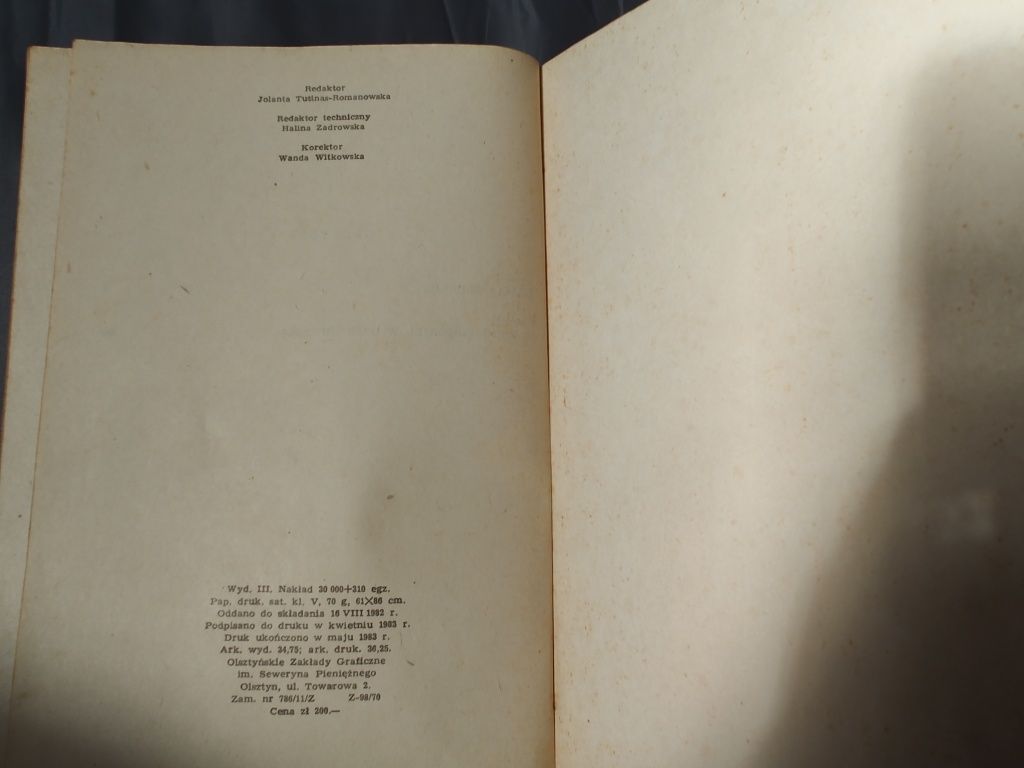 Redaktor
Jolanta Tutinas-Romanowska
Redaktor techniczny
Halina Zadrowska
Korektor
Wanda Witkowska
Wyd. III. Nakład 30 000+310 egz.
Pap. druk. sat. kl. V, 70 g, 61×86 cm.
Oddano do składania 16 VIII 1982 r.
Podpisano do druku w kwietniu 1983 r.
Druk ukończono w maju 1983 r.
Ark. wyd. 34,75; ark. druk. 36,25.
Olsztyńskie Zakłady Graficzne
im. Seweryna Pieniężnego
Olsztyn, ul. Towarowa 2.
Zam. nr 786/11/Z Z-98/70
Cena zł 200,—